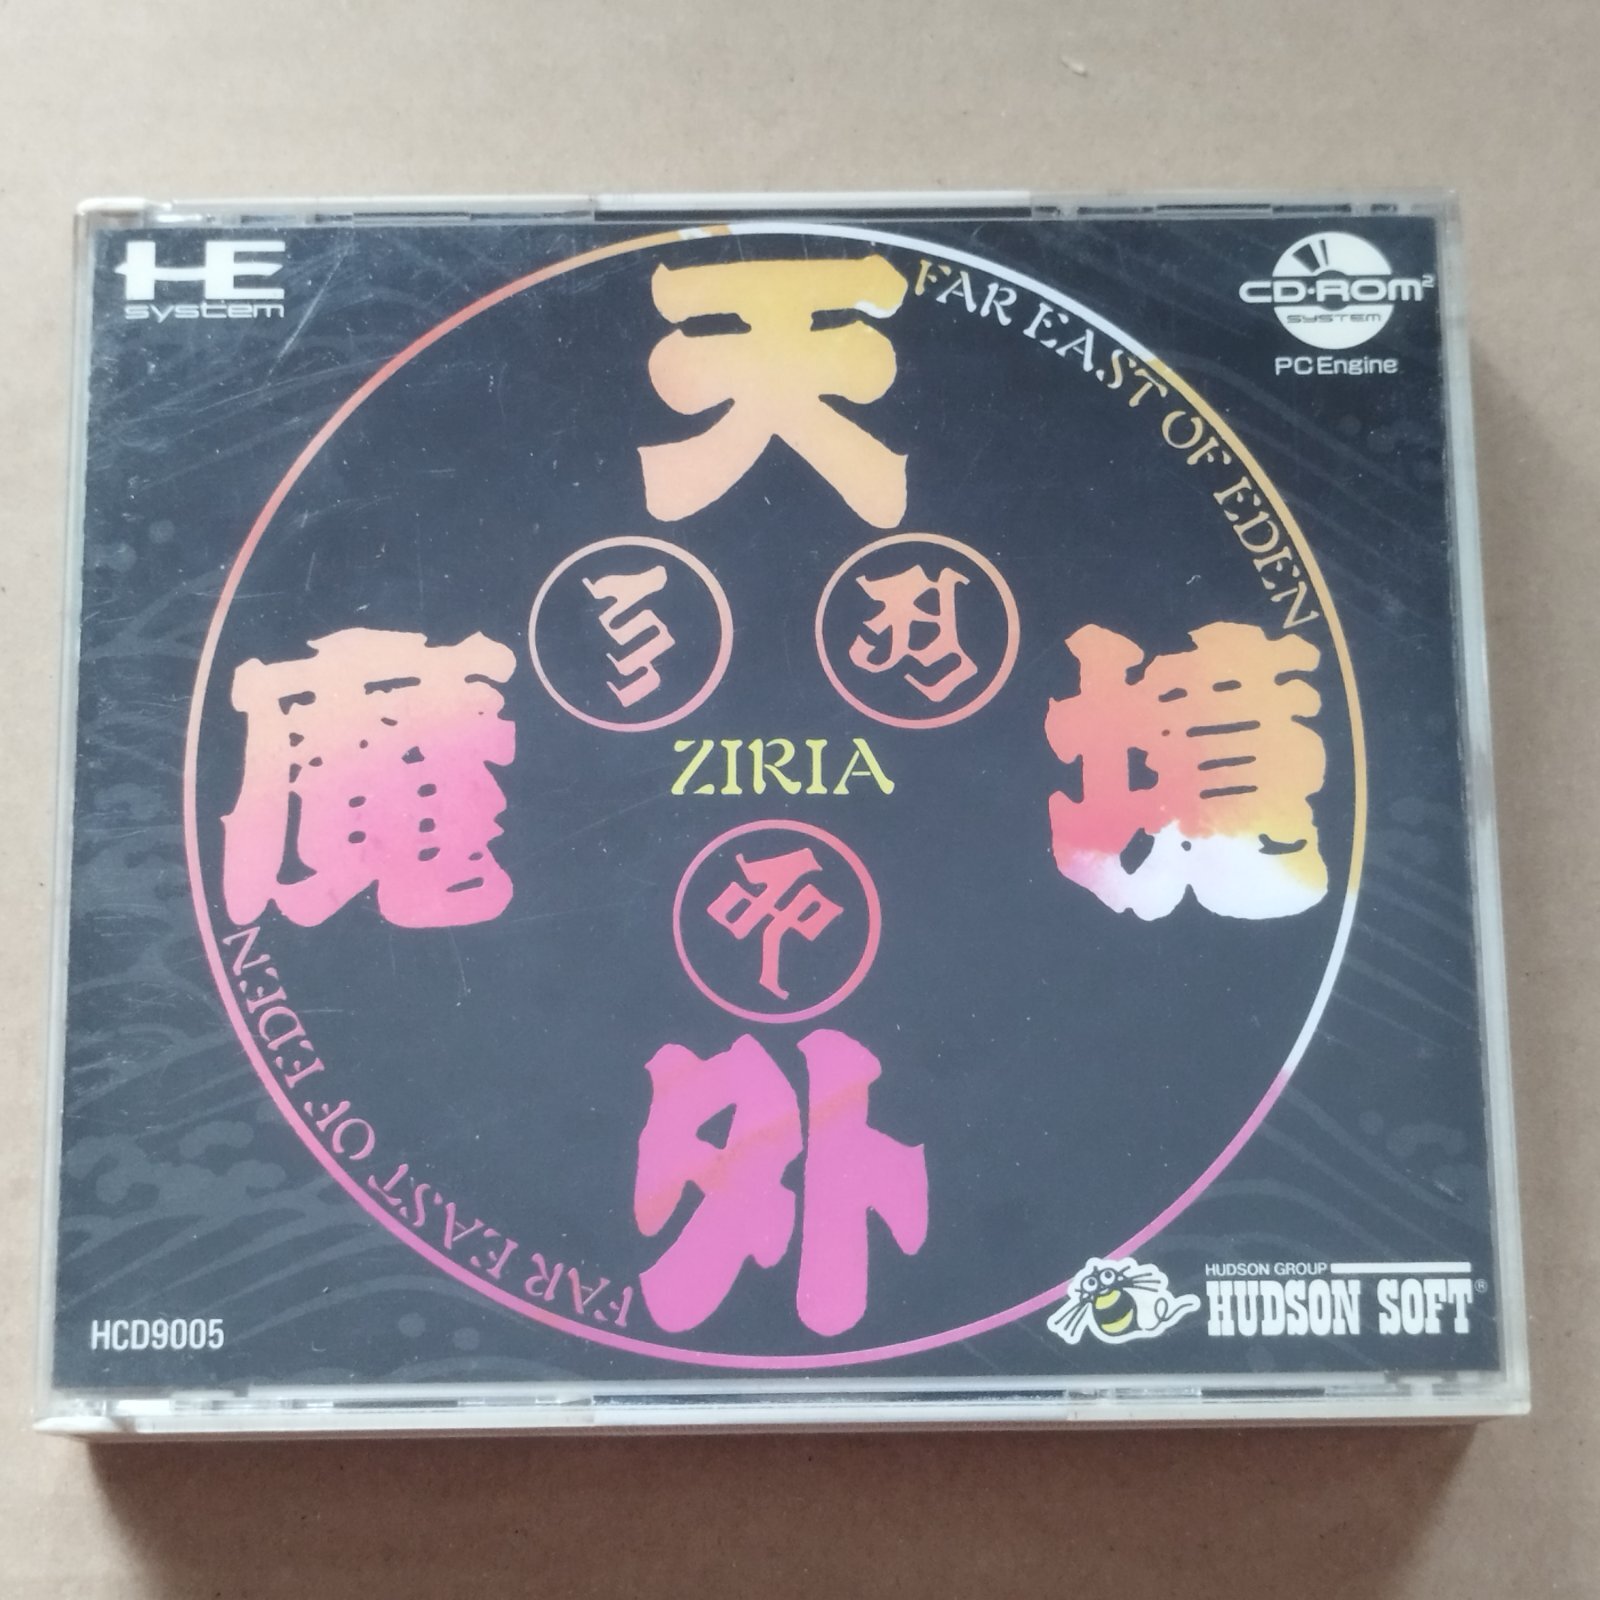 HE
system
CD-ROM²
SYSTEM
PC Engine
天
外
魔
境
FAR EAST OF EDEN
ZIRIA
FAR EAST OF EDEN
HCD9005
HUDSON GROUP
HUDSON SOFT®